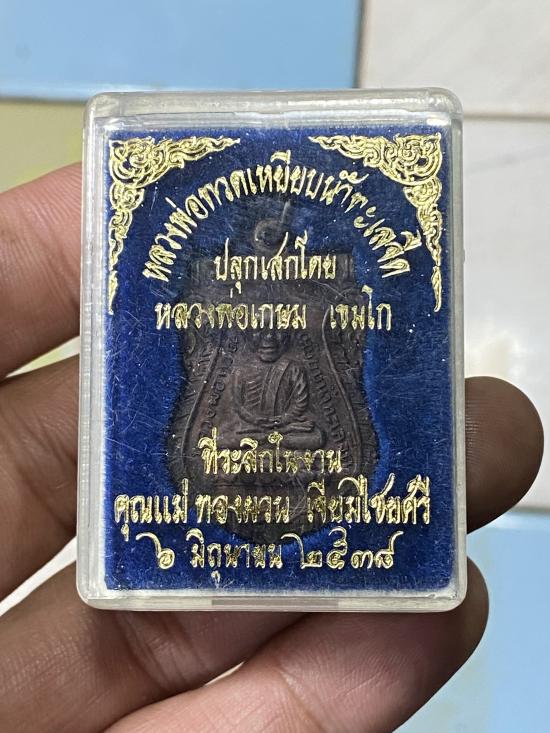 หลวงพ่อทวดเหยียบน้ำทะเลจืด
ปลุกเสกโดย
หลวงพ่อเกษม เขมโก
ที่ระลึกในงาน
คุณแม่ ทองมวน เจียมไชยศรี
๖ มิถุนายน ๒๕๓๘